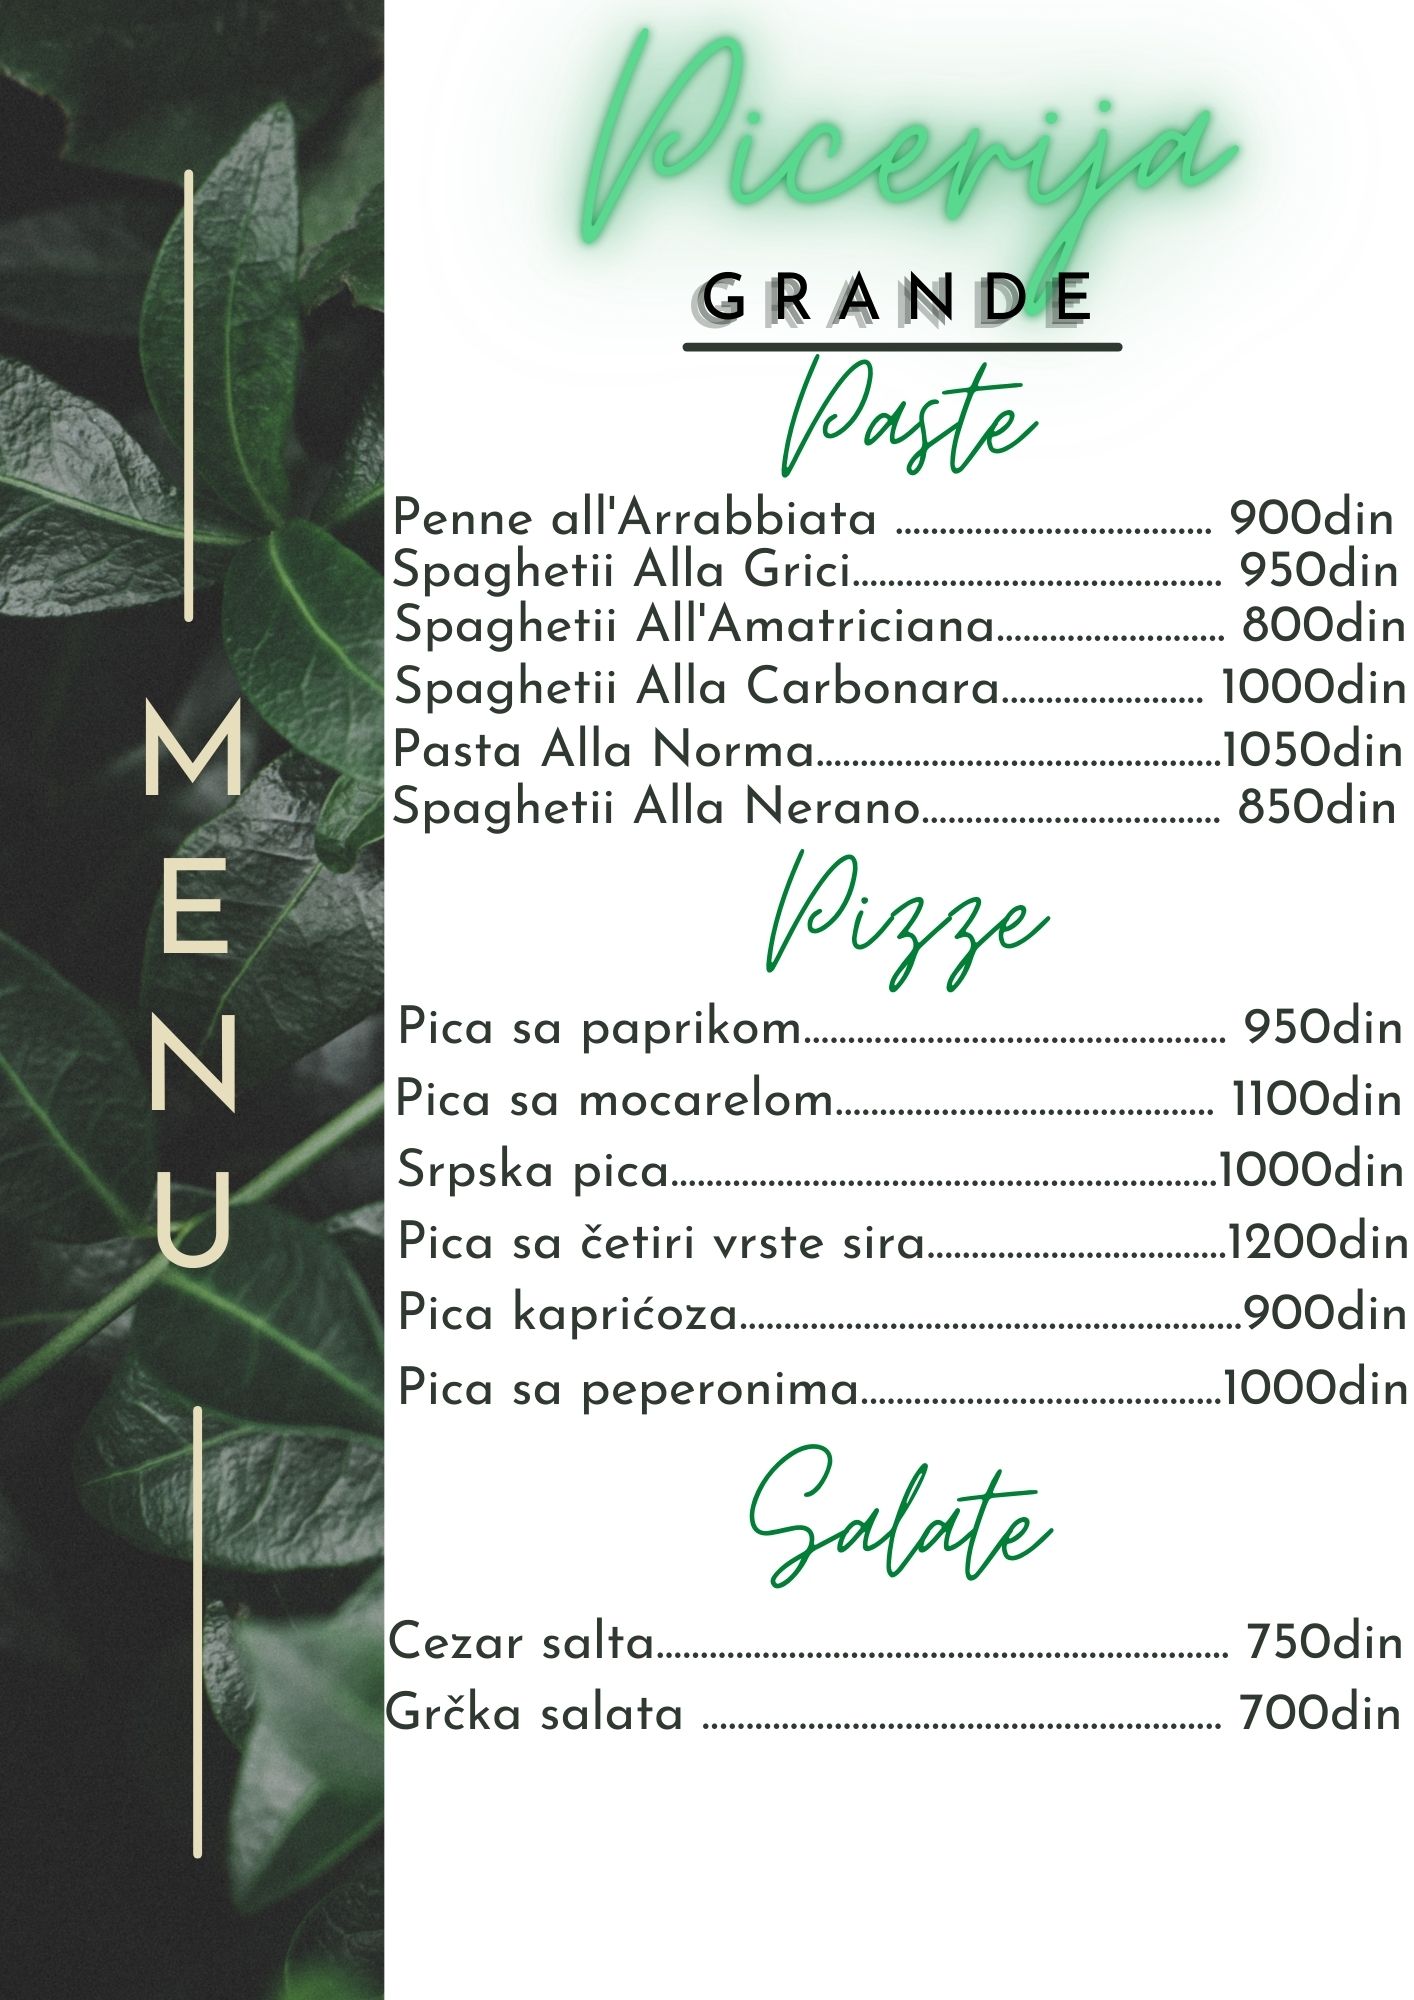 MENU
Picerija
GRANDE
Paste
Penne all'Arrabbiata .................................... 900din
Spaghetii Alla Grici.......................................... 950din
Spaghetii All'Amatriciana.......................... 800din
Spaghetii Alla Carbonara....................... 1000din
Pasta Alla Norma..............................................1050din
Spaghetii Alla Nerano.................................. 850din
Pizze
Pica sa paprikom................................................ 950din
Pica sa mocarelom........................................... 1100din
Srpska pica..............................................................1000din
Pica sa četiri vrste sira..................................1200din
Pica kaprićoza.........................................................900din
Pica sa peperonima.........................................1000din
Salate
Cezar salta................................................................. 750din
Grčka salata ........................................................... 700din